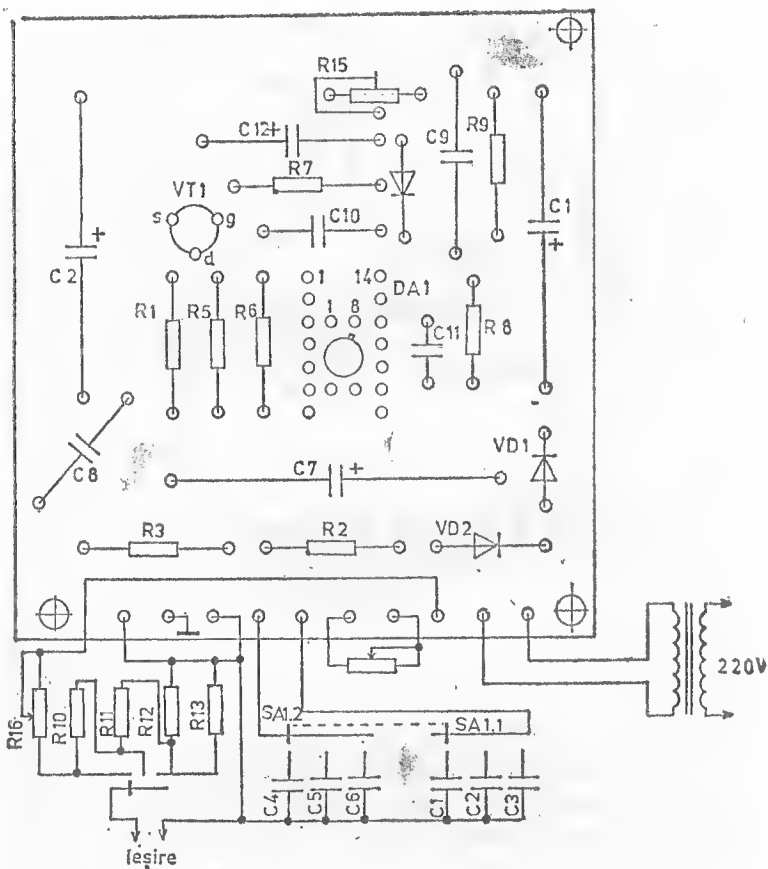 R15
C12 +
C9
R9
R7
VT1
s
g
d
C10
C1
+
C2
+
1
14
DA1
R1
R5
R6
1
8
C11
R8
-
VD1
C8
C7 +
R3
R2
VD2
220V
SA1.2
SA1.1
R16
R10
R11
R12
R13
C4
C5
C6
C1
C2
C3
Ieșire